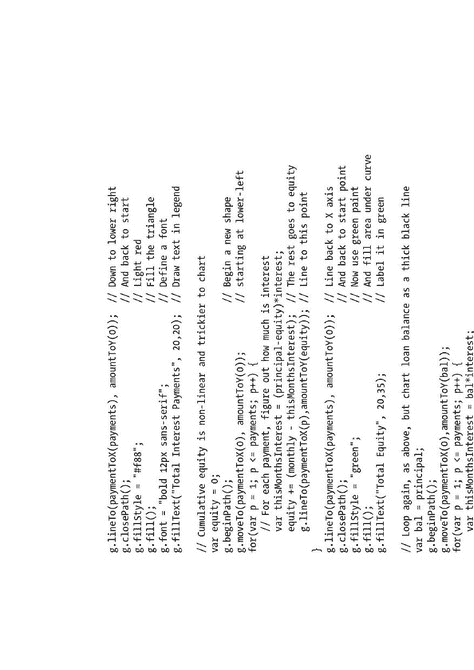 g.lineTo(paymentToX(payments), amountToY(0));  // Down to lower right
g.closePath();                                 // And back to start
g.fillStyle = "#f88";                          // Light red
g.fill();                                      // Fill the triangle
g.font = "bold 12px sans-serif";               // Define a font
g.fillText("Total Interest Payments", 20,20);  // Draw text in legend
// Cumulative equity is non-linear and trickier to chart
var equity = 0;
g.beginPath();                                 // Begin a new shape
g.moveTo(paymentToX(0), amountToY(0));         // starting at lower-left
for(var p = 1; p <= payments; p++) {
// For each payment, figure out how much is interest
var thisMonthsInterest = (principal-equity)*interest;
equity += (monthly - thisMonthsInterest);  // The rest goes to equity
g.lineTo(paymentToX(p),amountToY(equity)); // Line to this point
}
g.lineTo(paymentToX(payments), amountToY(0));  // Line back to X axis
g.closePath();                                 // And back to start point
g.fillStyle = "green";                         // Now use green paint
g.fill();                                      // And fill area under curve
g.fillText("Total Equity", 20,35);             // Label it in green
// Loop again, as above, but chart loan balance as a thick black line
var bal = principal;
g.beginPath();
g.moveTo(paymentToX(0),amountToY(bal));
for(var p = 1; p <= payments; p++) {
var thisMonthsInterest = bal*interest;